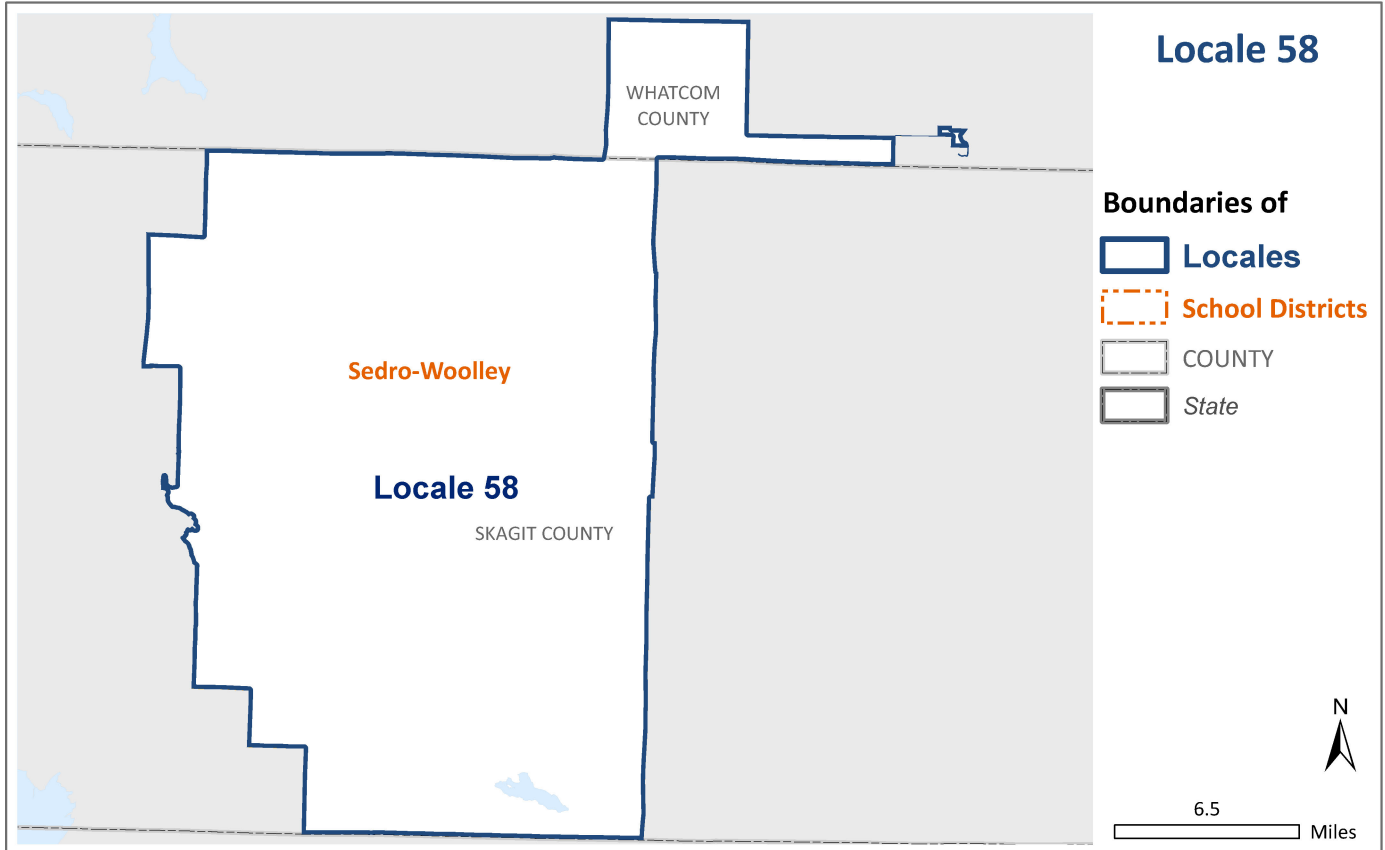 Locale 58
WHATCOM
COUNTY
Sedro-Woolley
Locale 58
SKAGIT COUNTY
Boundaries of
Locales
School Districts
COUNTY
State
N
6.5
Miles